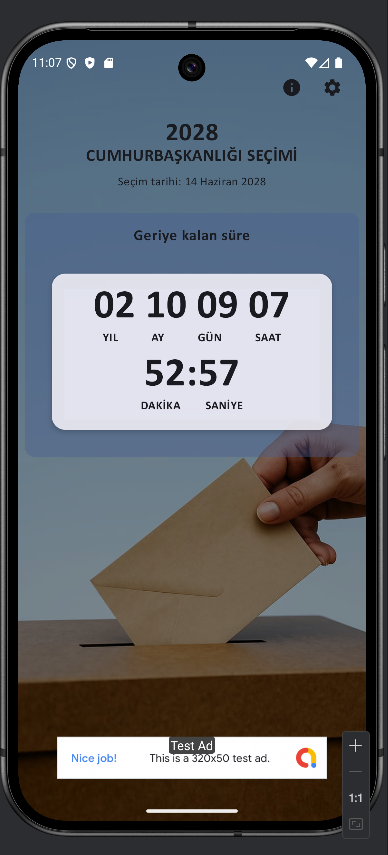 11:07
2028
CUMHURBAŞKANLIĞI SEÇİMİ
Seçim tarihi: 14 Haziran 2028
Geriye kalan süre
02 10 09 07
YIL AY GÜN SAAT
52:57
DAKİKA SANİYE
Test Ad
Nice job! This is a 320x50 test ad.
1:1